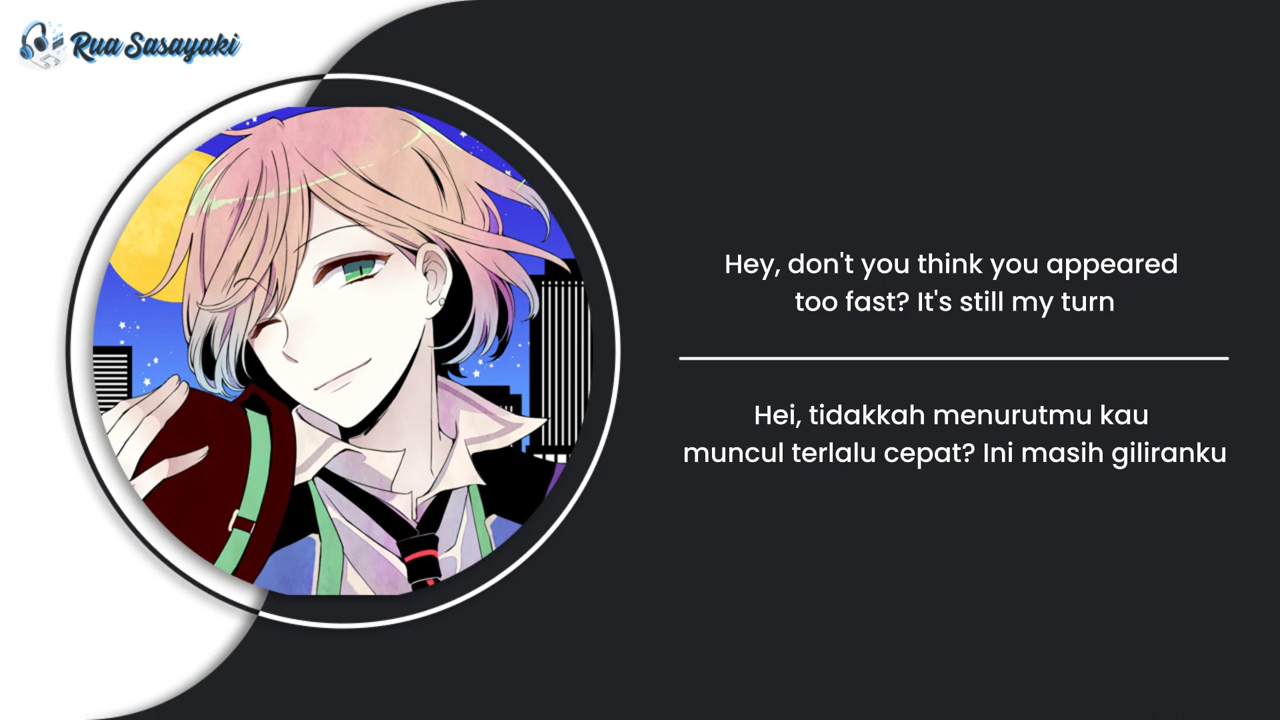 Rua Sasayaki
Hey, don't you think you appeared
too fast? It's still my turn
Hei, tidakkah menurutmu kau
muncul terlalu cepat? Ini masih giliranku